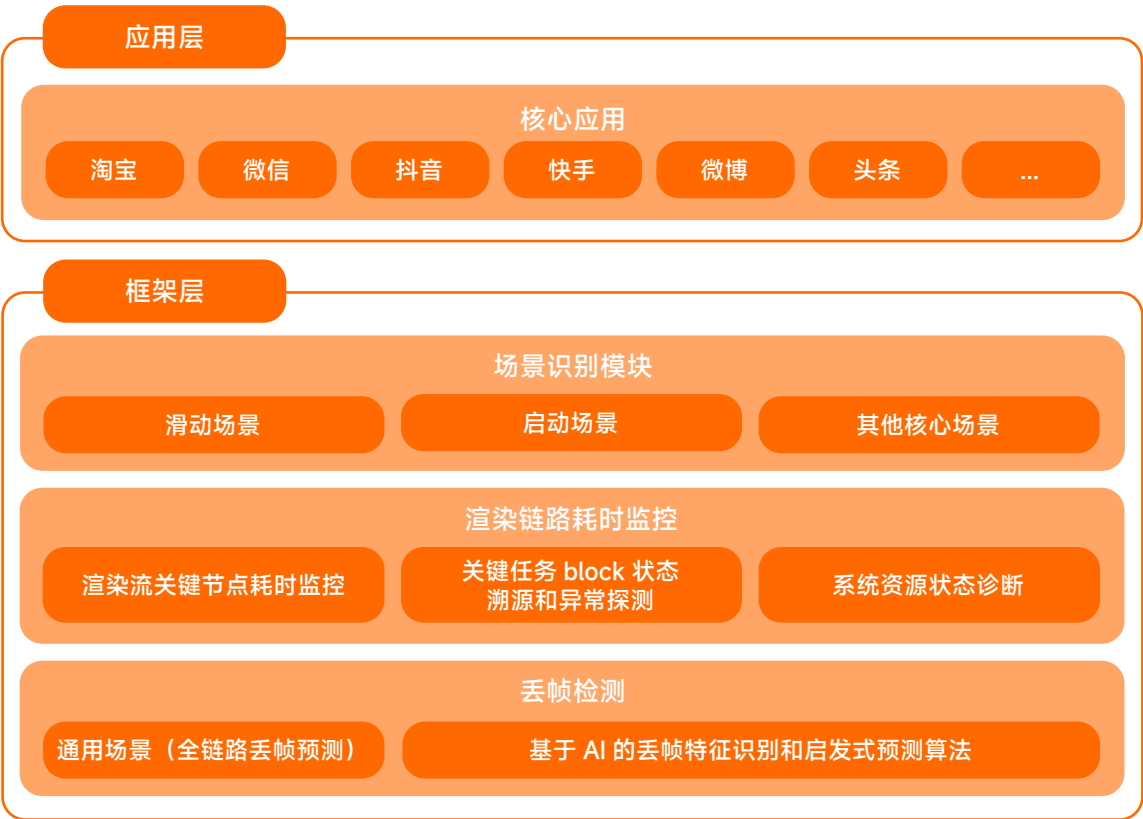 应用层
核心应用
淘宝
微信
抖音
快手
微博
头条
...
框架层
场景识别模块
滑动场景
启动场景
其他核心场景
渲染链路耗时监控
渲染流关键节点耗时监控
关键任务 block 状态
溯源和异常探测
系统资源状态诊断
丢帧检测
通用场景（全链路丢帧预测）
基于 AI 的丢帧特征识别和启发式预测算法